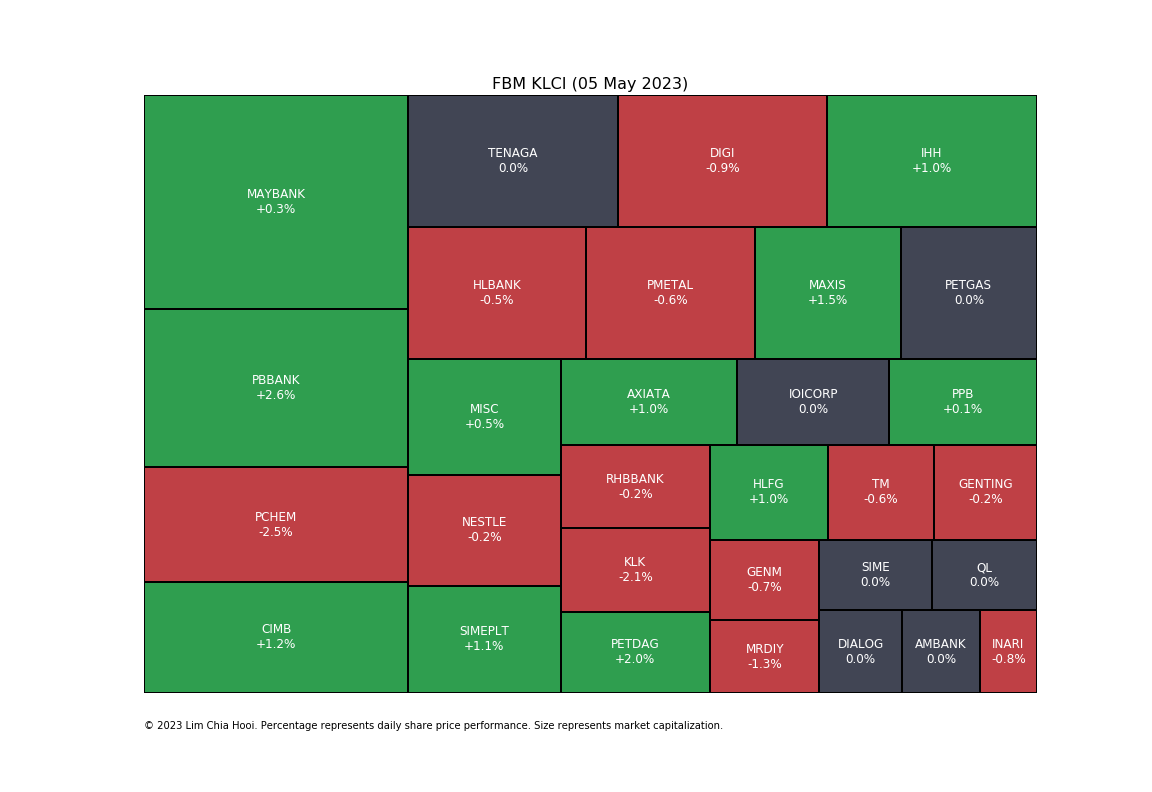 FBM KLCI (05 May 2023)
MAYBANK
+0.3%
TENAGA
0.0%
DIGI
-0.9%
IHH
+1.0%
HLBANK
-0.5%
PMETAL
-0.6%
MAXIS
+1.5%
PETGAS
0.0%
PBBANK
+2.6%
MISC
+0.5%
AXIATA
+1.0%
IOICORP
0.0%
PPB
+0.1%
RHBBANK
-0.2%
HLFG
+1.0%
TM
-0.6%
GENTING
-0.2%
PCHEM
-2.5%
NESTLE
-0.2%
KLK
-2.1%
GENM
-0.7%
SIME
0.0%
QL
0.0%
CIMB
+1.2%
SIMEPLT
+1.1%
PETDAG
+2.0%
MRDIY
-1.3%
DIALOG
0.0%
AMBANK
0.0%
INARI
-0.8%
© 2023 Lim Chia Hooi. Percentage represents daily share price performance. Size represents market capitalization.